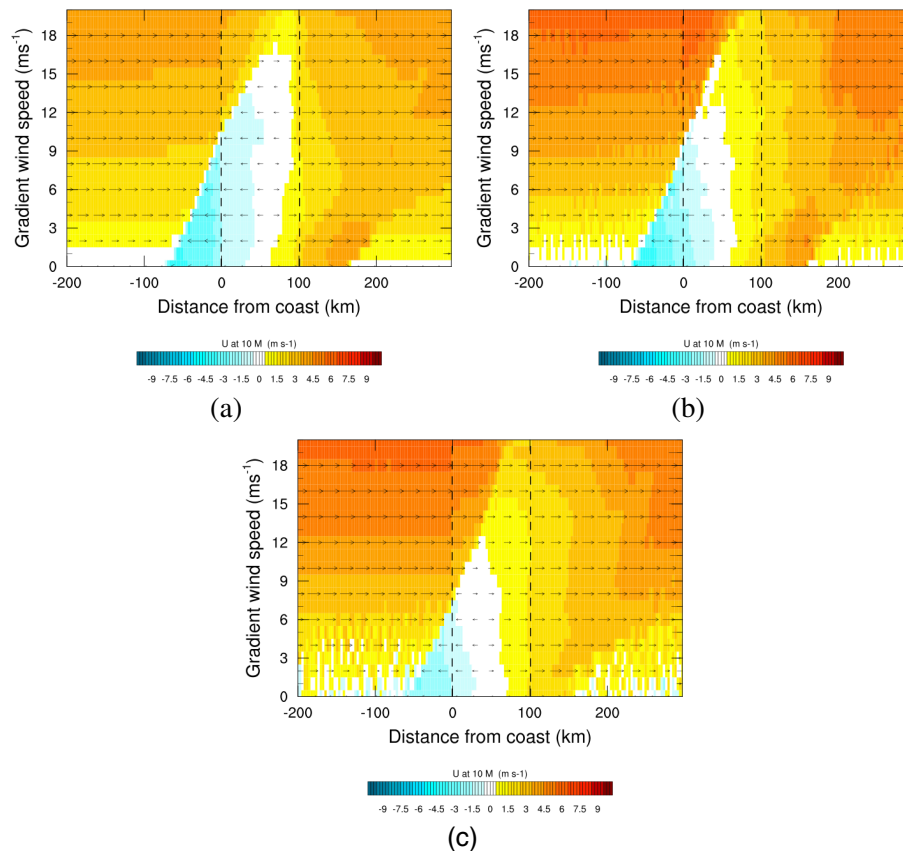 Gradient wind speed (ms-1)
18
15
12
9
6
3
0
-200 -100 0 100 200
Distance from coast (km)
U at 10 M (m s-1)
-9 -7.5 -6 -4.5 -3 -1.5 0 1.5 3 4.5 6 7.5 9
(a)
Gradient wind speed (ms-1)
18
15
12
9
6
3
0
-200 -100 0 100 200
Distance from coast (km)
U at 10 M (m s-1)
-9 -7.5 -6 -4.5 -3 -1.5 0 1.5 3 4.5 6 7.5 9
(b)
Gradient wind speed (ms-1)
18
15
12
9
6
3
0
-200 -100 0 100 200
Distance from coast (km)
U at 10 M (m s-1)
-9 -7.5 -6 -4.5 -3 -1.5 0 1.5 3 4.5 6 7.5 9
(c)